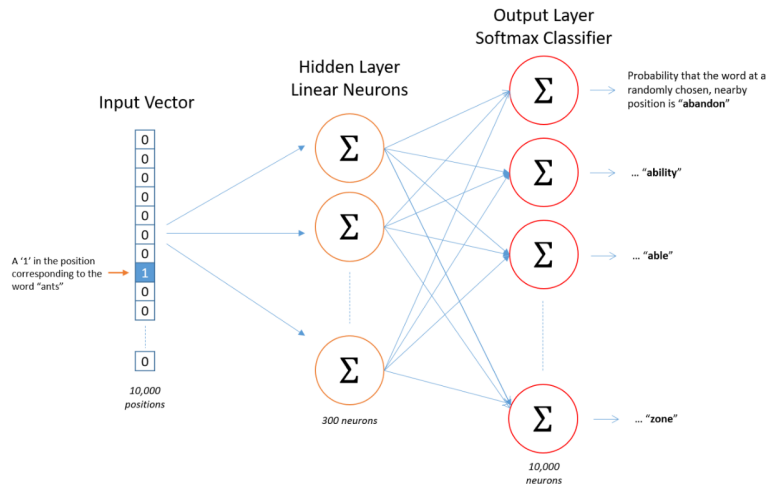 Output Layer
Softmax Classifier
Hidden Layer
Linear Neurons
Input Vector
0
0
0
0
0
0
0
1
0
0
0
A ‘1’ in the position
corresponding to the
word “ants”
10,000
positions
Σ
Σ
Σ
300 neurons
Σ
Σ
Σ
Σ
10,000
neurons
Probability that the word at a
randomly chosen, nearby
position is “abandon”
... “ability”
... “able”
... “zone”